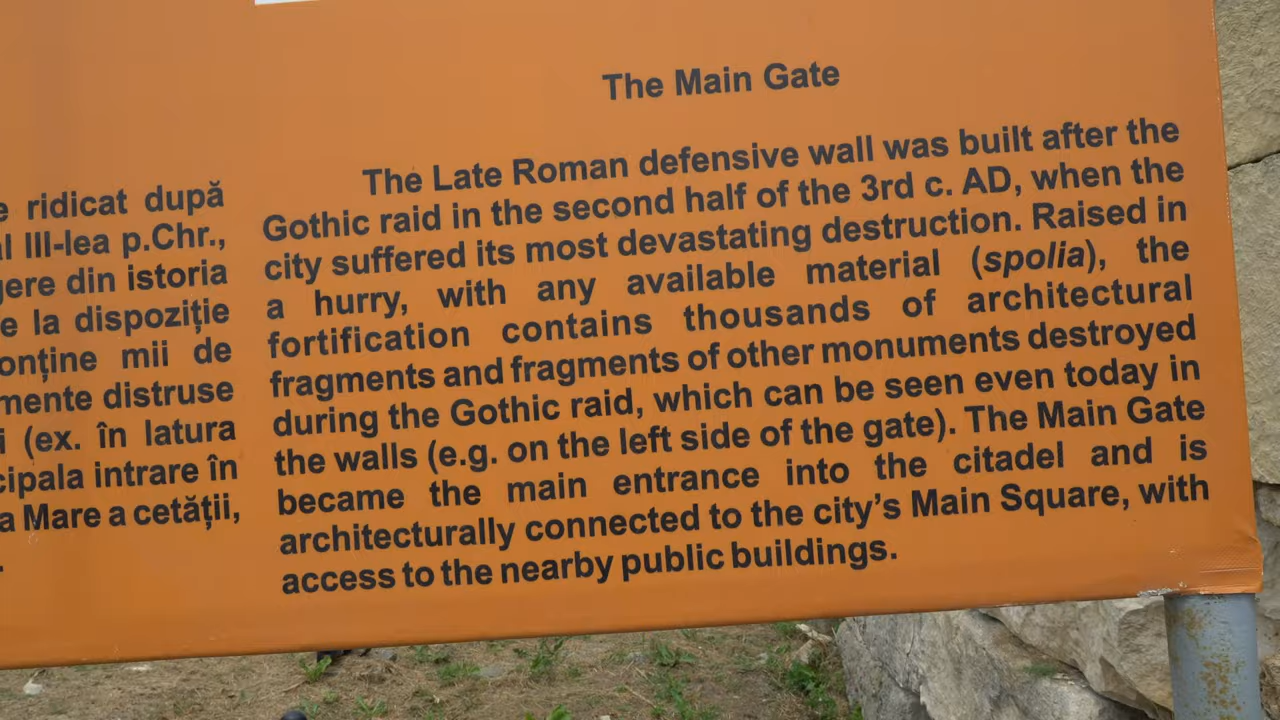 ridicat după
III-lea p.Chr.,
din istoria
la dispoziție
mii de
distruse
(ex. în latura
intrare în
Mare a cetății,
The Main Gate
The Late Roman defensive wall was built after the
Gothic raid in the second half of the 3rd c. AD, when the
city suffered its most devastating destruction. Raised in
a hurry, with any available material (spolia), the
fortification contains thousands of architectural
fragments and fragments of other monuments destroyed
during the Gothic raid, which can be seen even today in
the walls (e.g. on the left side of the gate). The Main Gate
became the main entrance into the citadel and is
architecturally connected to the city's Main Square, with
access to the nearby public buildings.